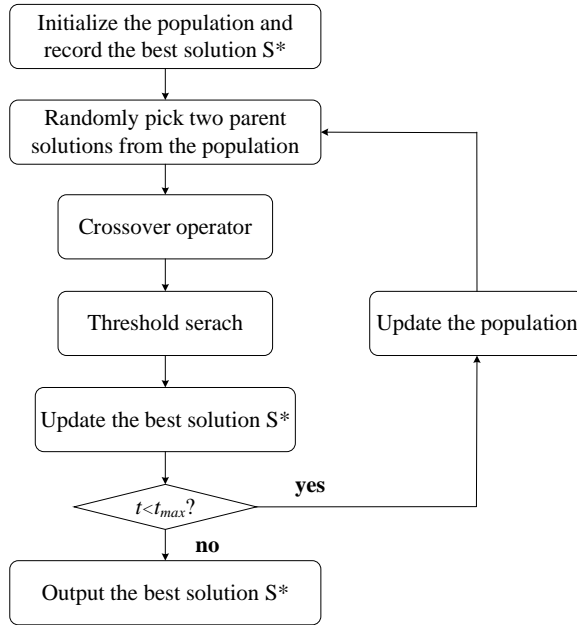 Initialize the population and
record the best solution S*
Randomly pick two parent
solutions from the population
Crossover operator
Threshold serach
Update the population
Update the best solution S*
yes
t<tmax?
no
Output the best solution S*